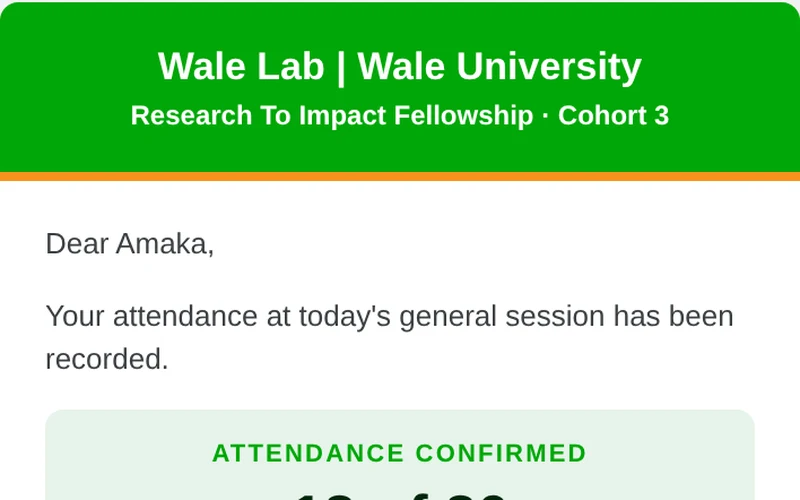 Wale Lab | Wale University
Research To Impact Fellowship · Cohort 3
Dear Amaka,
Your attendance at today's general session has been
recorded.
ATTENDANCE CONFIRMED